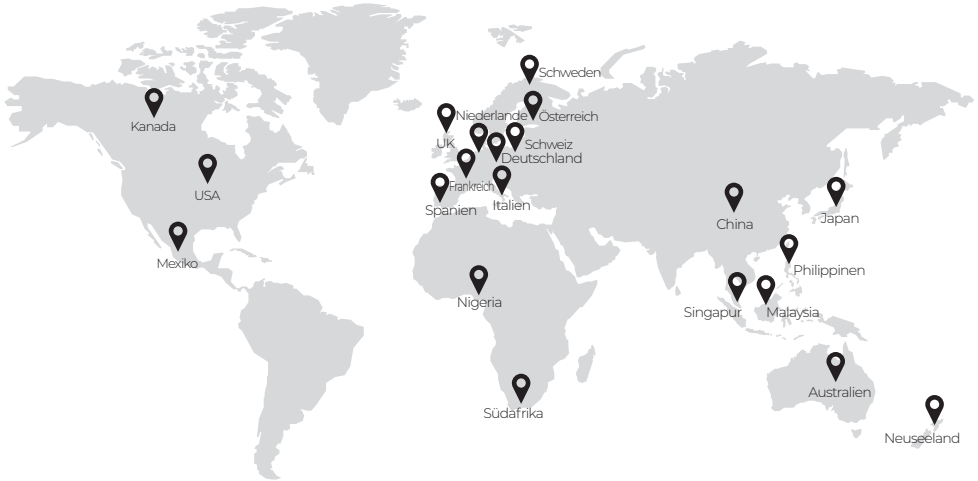 Schweden
Niederlande
Österreich
Kanada
UK
Schweiz
Deutschland
Frankreich
USA
Spanien
Italien
China
Japan
Mexiko
Philippinen
Nigeria
Singapur
Malaysia
Australien
Südafrika
Neuseeland